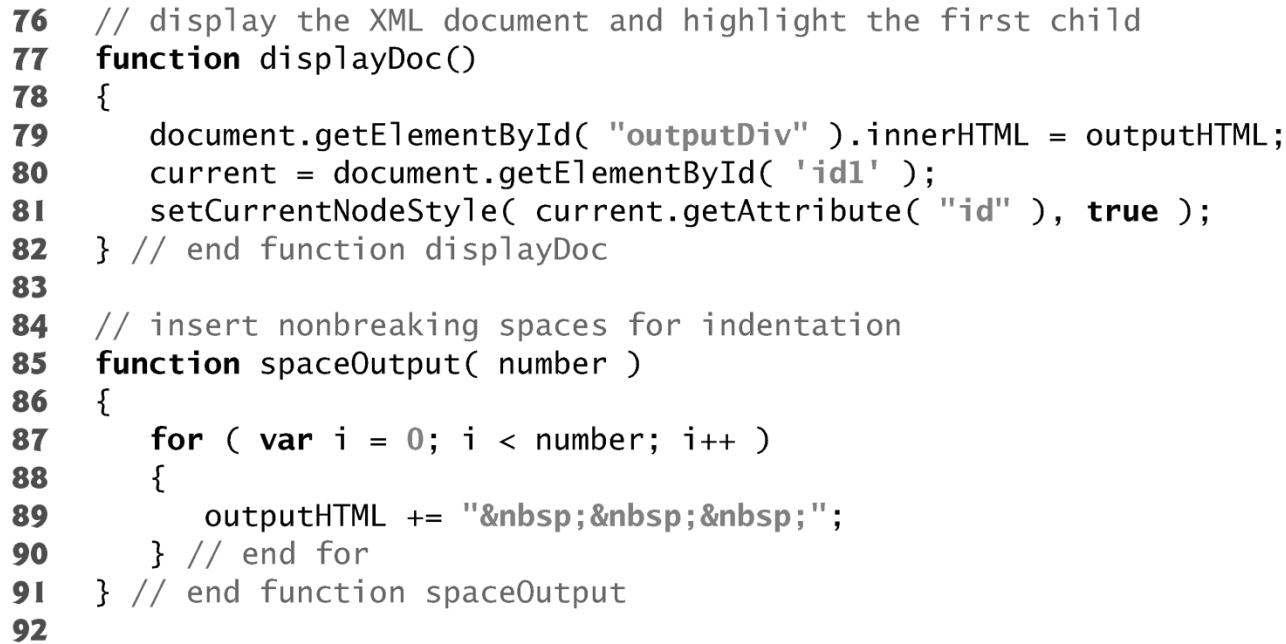 76 // display the XML document and highlight the first child
77 function displayDoc()
78 {
79    document.getElementById( "outputDiv" ).innerHTML = outputHTML;
80    current = document.getElementById( 'id1' );
81    setCurrentNodeStyle( current.getAttribute( "id" ), true );
82 } // end function displayDoc
83
84 // insert nonbreaking spaces for indentation
85 function spaceOutput( number )
86 {
87    for ( var i = 0; i < number; i++ )
88    {
89       outputHTML += "&nbsp;&nbsp;&nbsp;";
90    } // end for
91 } // end function spaceOutput
92